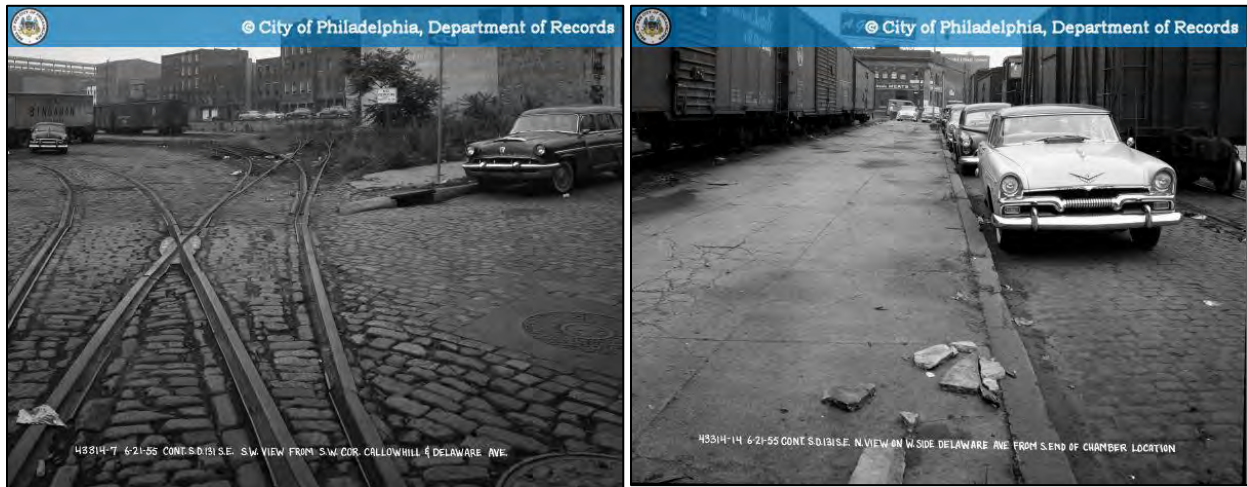 © City of Philadelphia, Department of Records
BINGAMAN
43314-7 6-21-55 CONT. S.D.131 S.E. S.W. VIEW FROM S.W. COR. CALLOWHILL & DELAWARE AVE.
© City of Philadelphia, Department of Records
MEATS
43314-14 6-21-55 CONT. S.D.131 S.E. N. VIEW ON W. SIDE DELAWARE AVE FROM S. END OF CHAMBER LOCATION